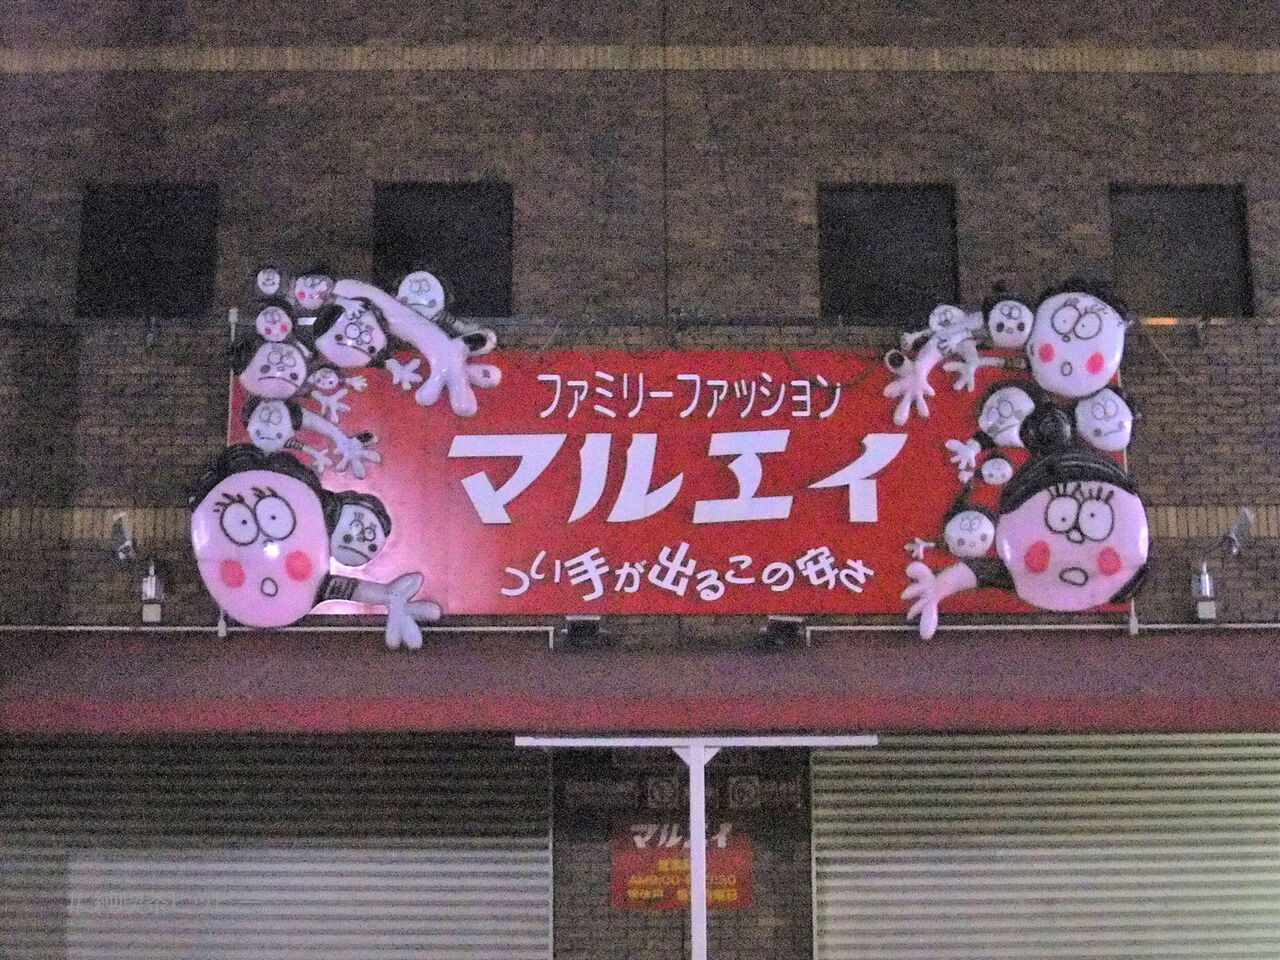 ファミリーファッション
マルエイ
つい手が出るこの安さ
マルエイ